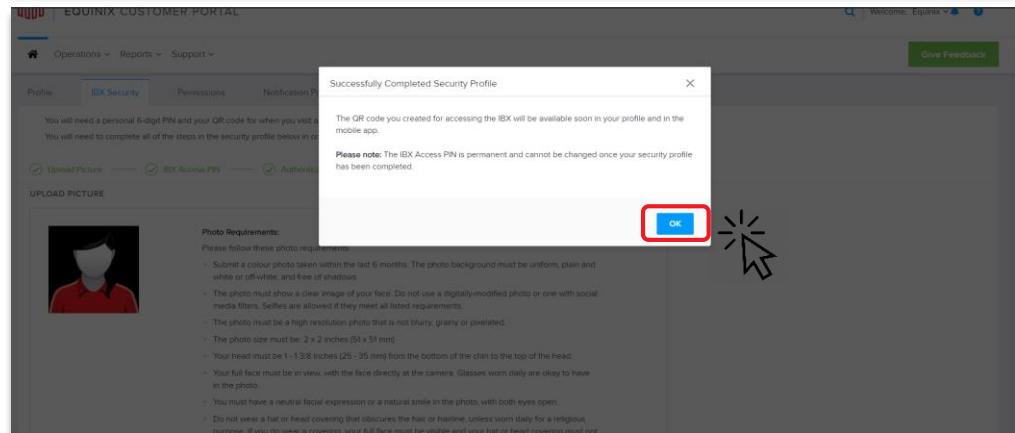 EQUINIX CUSTOMER PORTAL
Welcome, Equinix
Operations Reports Support
Give Feedback
Profile IBX Security Permissions Notification
Successfully Completed Security Profile
You will need a personal 6-digit PIN and your QR code for when you visit
You will need to complete all of the steps in the security profile below in
The QR code you created for accessing the IBX will be available soon in your profile and in the
mobile app.
Please note: The IBX Access PIN is permanent and cannot be changed once your security profile
has been completed.
OK
Upload Picture IBX Access PIN
UPLOAD PICTURE
Photo Requirements:
Please follow these photo requirements
Submit a colour photo taken within the last 6 months. The photo background must be uniform, plain and
white or off-white, and free of shadows.
The photo must show a clear image of your face. Do not use a digitally-modified photo or one with social
media filters. Selfies are allowed if they meet all listed requirements.
The photo must be a high resolution photo that is not blurry, grainy or pixelated.
The photo size must be: 2 x 2 inches (51 x 51 mm)
Your head must be 1 - 1 3/8 inches (25 - 35 mm) from the bottom of the chin to the top of the head.
Your full face must be in view, with the face directly at the camera. Glasses worn daily are okay to have
in the photo.
You must have a neutral facial expression or a natural smile in the photo, with both eyes open.
Do not wear a hat or head covering that obscures the hair or hairline, unless worn daily for a religious
purpose. If you do wear a covering, your full face must be visible and your hat or head covering must not